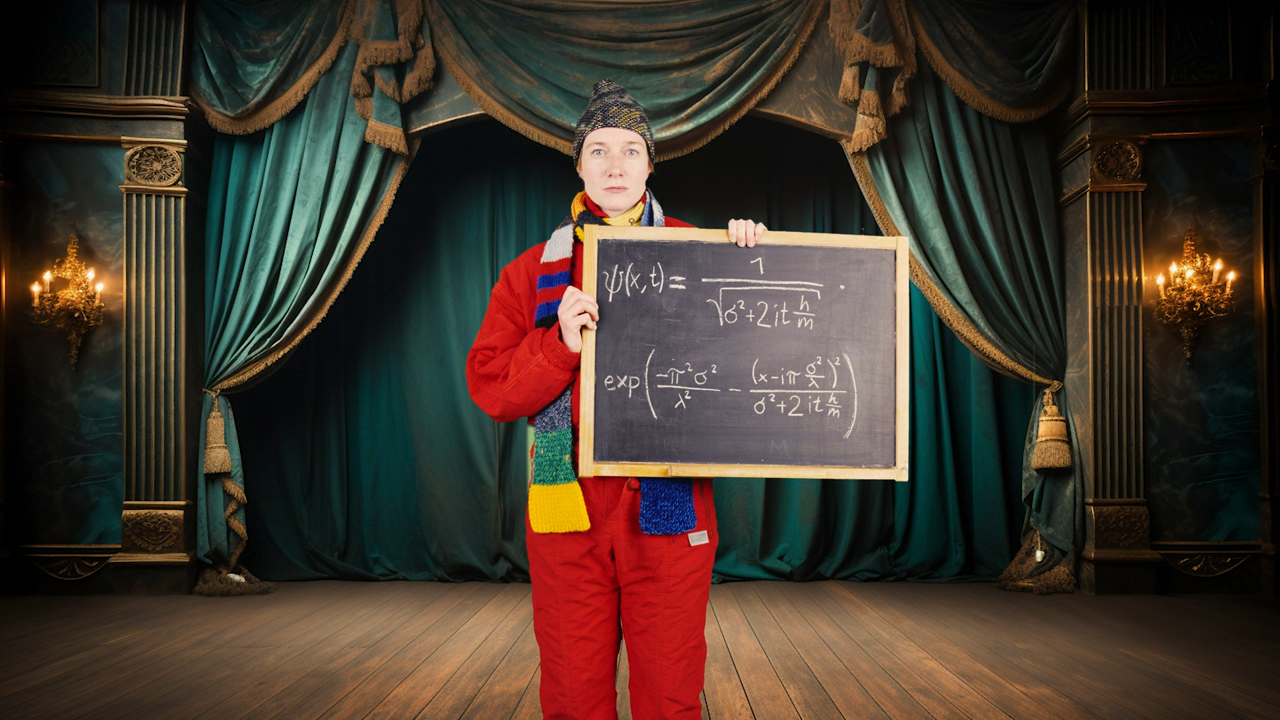 ψ(x,t) = 1 / √(σ²+2it h/m) ·
exp( -π²σ²/λ² - (x-iπ σ²/λ)² / (σ²+2it h/m) )